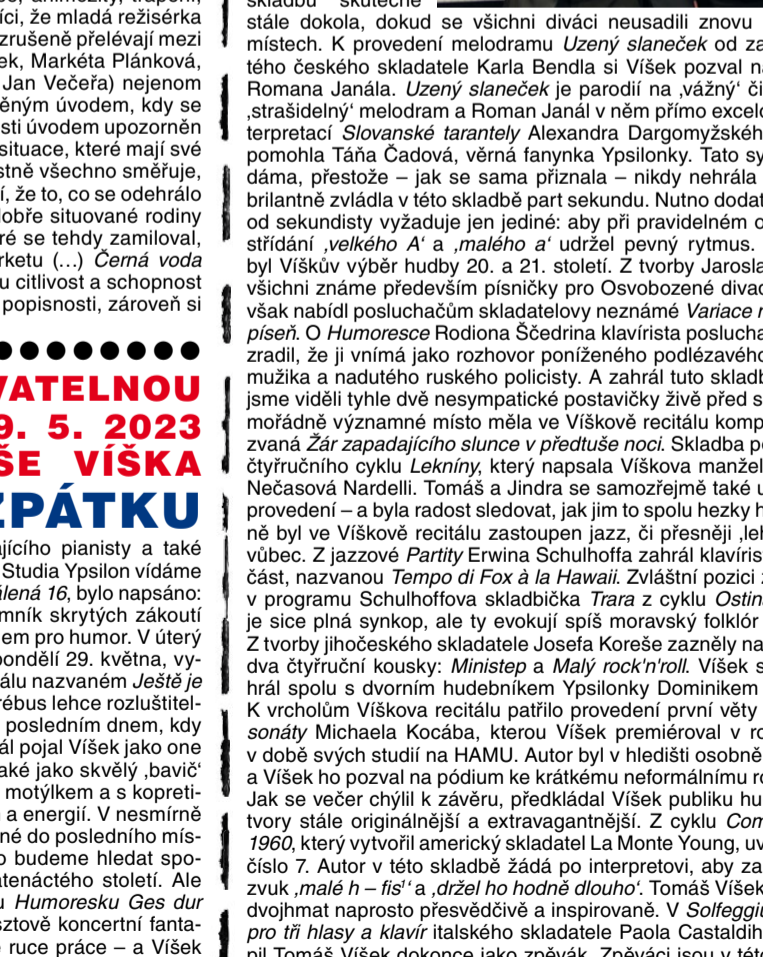 íci, že mladá režisérka
zrušeně přelévají mezi
ek, Markéta Plánková,
Jan Večeřa) nejenom
ěným úvodem, kdy se
sti úvodem upozorněn
situace, které mají své
stně všechno směřuje,
í, že to, co se odehrálo
dobře situované rodiny
ré se tehdy zamiloval,
rketu (…) Černá voda
u citlivost a schopnost
popisnosti, zároveň si
VATELNOU
9. 5. 2023
ŠE VÍŠKA
ZPÁTKU
jícího pianisty a také
Studia Ypsilon vídáme
álená 16, bylo napsáno:
mník skrytých zákoutí
em pro humor. V úterý
pondělí 29. května, vy-
álu nazvaném Ještě je
rébus lehce rozluštitel-
posledním dnem, kdy
ál pojal Víšek jako one
aké jako skvělý ‚bavič‘
motýlkem a s kopreti-
a energií. V nesmírně
né do posledního mís-
o budeme hledat spo-
atenáctého století. Ale
u Humoresku Ges dur
sztově koncertní fanta-
é ruce práce – a Víšek
skladbu skutečně
stále dokola, dokud se všichni diváci neusadili znovu
místech. K provedení melodramu Uzený slaneček od za
tého českého skladatele Karla Bendla si Víšek pozval n
Romana Janála. Uzený slaneček je parodií na ‚vážný‘ či
‚strašidelný‘ melodram a Roman Janál v něm přímo excelo
terpretací Slovanské tarantely Alexandra Dargomyžského
pomohla Táňa Čadová, věrná fanynka Ypsilonky. Tato sy
dáma, přestože – jak se sama přiznala – nikdy nehrála
brilantně zvládla v této skladbě part sekundu. Nutno dodat
od sekundisty vyžaduje jen jediné: aby při pravidelném o
střídání ‚velkého A‘ a ‚malého a‘ udržel pevný rytmus.
byl Víškův výběr hudby 20. a 21. století. Z tvorby Jarosla
všichni známe především písničky pro Osvobozené divad
však nabídl posluchačům skladatelovy neznámé Variace n
píseň. O Humoresce Rodiona Ščedrina klavírista poslucha
zradil, že ji vnímá jako rozhovor poníženého podlézavého
mužika a nadutého ruského policisty. A zahrál tuto skladb
jsme viděli tyhle dvě nesympatické postavičky živě před s
mořádně významné místo měla ve Víškově recitálu komp
zvaná Žár zapadajícího slunce v předtuše noci. Skladba p
čtyřručního cyklu Lekníny, který napsala Víškova manžel
Nečasová Nardelli. Tomáš a Jindra se samozřejmě také u
provedení – a byla radost sledovat, jak jim to spolu hezky h
ně byl ve Víškově recitálu zastoupen jazz, či přesněji ‚leh
vůbec. Z jazzové Partity Erwina Schulhoffa zahrál klavíris
část, nazvanou Tempo di Fox à la Hawaii. Zvláštní pozici
v programu Schulhoffova skladbička Trara z cyklu Ostin
je sice plná synkop, ale ty evokují spíš moravský folklór
Z tvorby jihočeského skladatele Josefa Koreše zazněly na
dva čtyřruční kousky: Ministep a Malý rock'n'roll. Víšek s
hrál spolu s dvorním hudebníkem Ypsilonky Dominikem
K vrcholům Víškova recitálu patřilo provedení první věty
sonáty Michaela Kocába, kterou Víšek premiéroval v ro
v době svých studií na HAMU. Autor byl v hledišti osobně
a Víšek ho pozval na pódium ke krátkému neformálnímu ro
Jak se večer chýlil k závěru, předkládal Víšek publiku hu
tvory stále originálnější a extravagantnější. Z cyklu Com
1960, který vytvořil americký skladatel La Monte Young, uv
číslo 7. Autor v této skladbě žádá po interpretovi, aby za
zvuk ‚malé h – fis¹‘ a ‚držel ho hodně dlouho‘. Tomáš Víšek
dvojhmat naprosto přesvědčivě a inspirovaně. V Solfeggiu
pro tři hlasy a klavír italského skladatele Paola Castaldih
pil Tomáš Víšek dokonce jako zpěvák. Zpěváci jsou v této